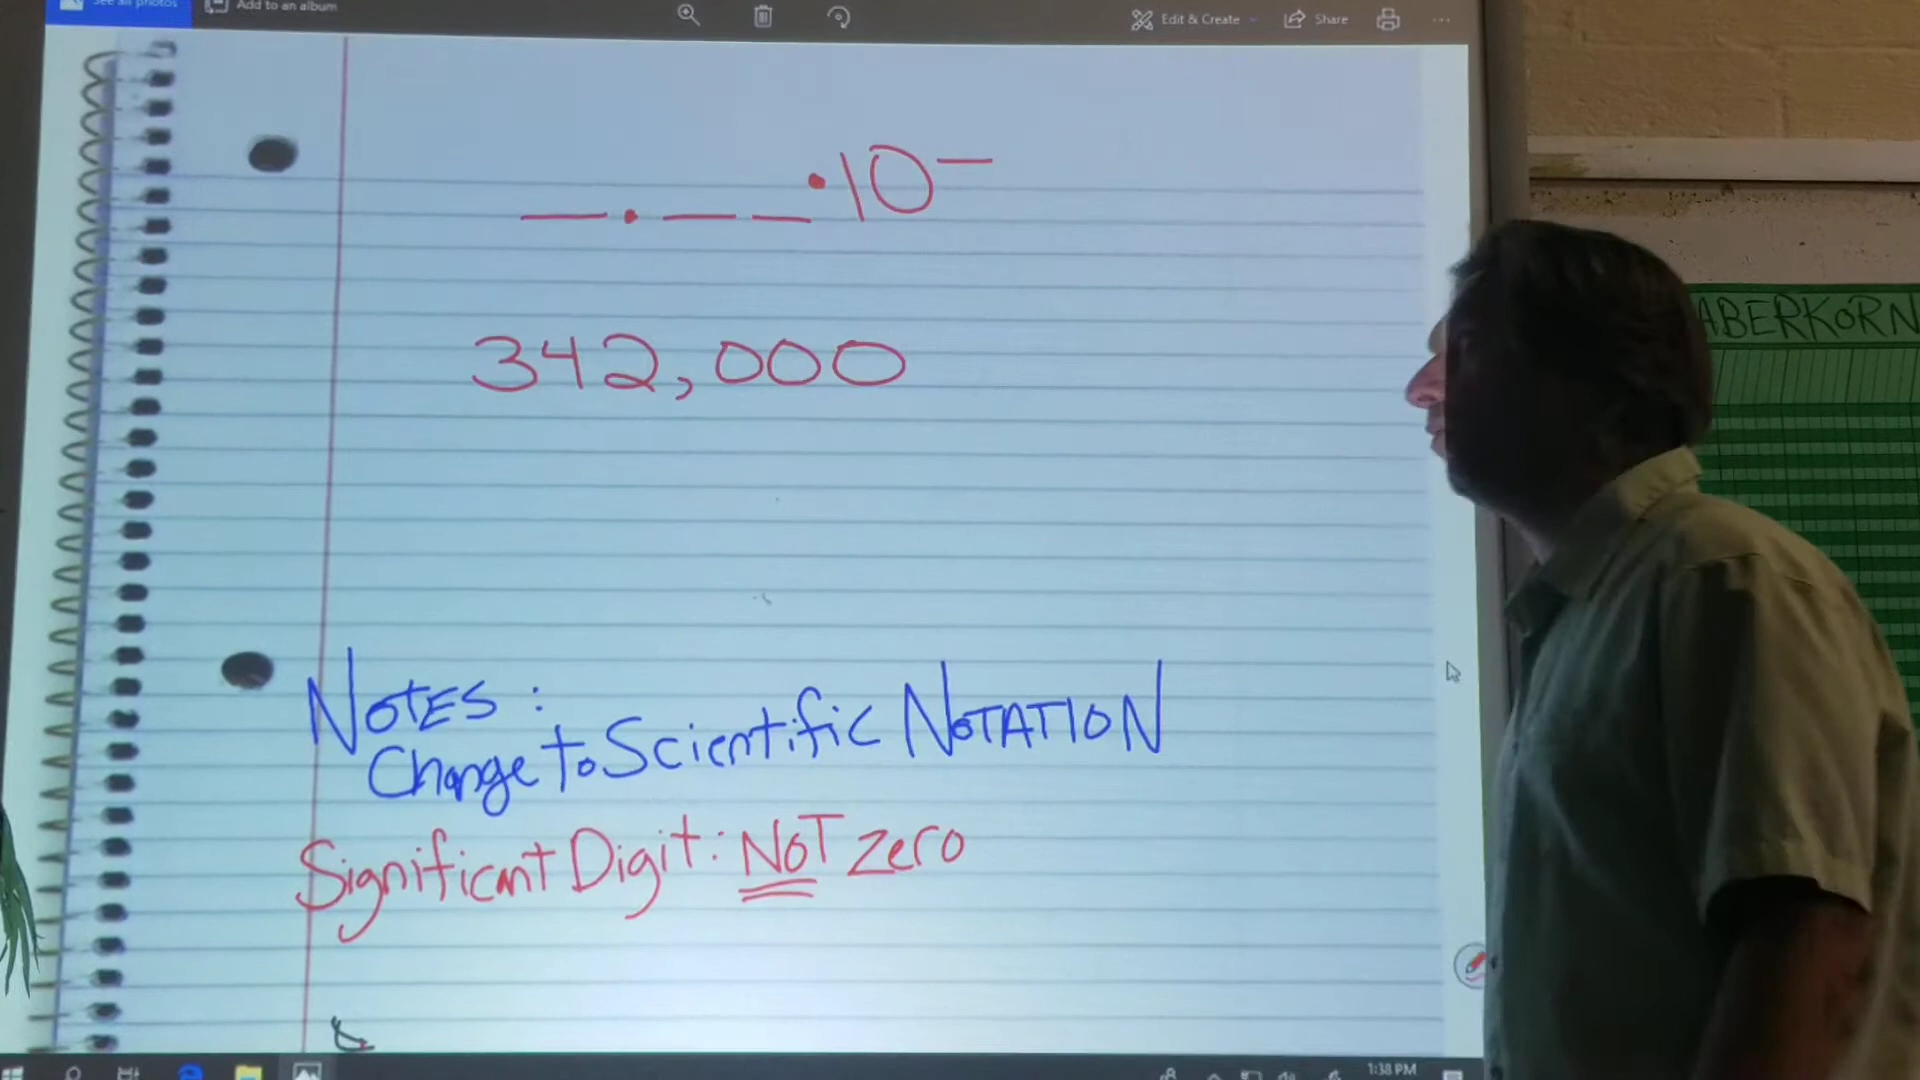 See all photos Add to an album Edit & Create Share
_._ _ •10‾
342,000
NOTES:
Change to Scientific NOTATION
Significant Digit: NOT zero
ABERKORN
1:38 PM